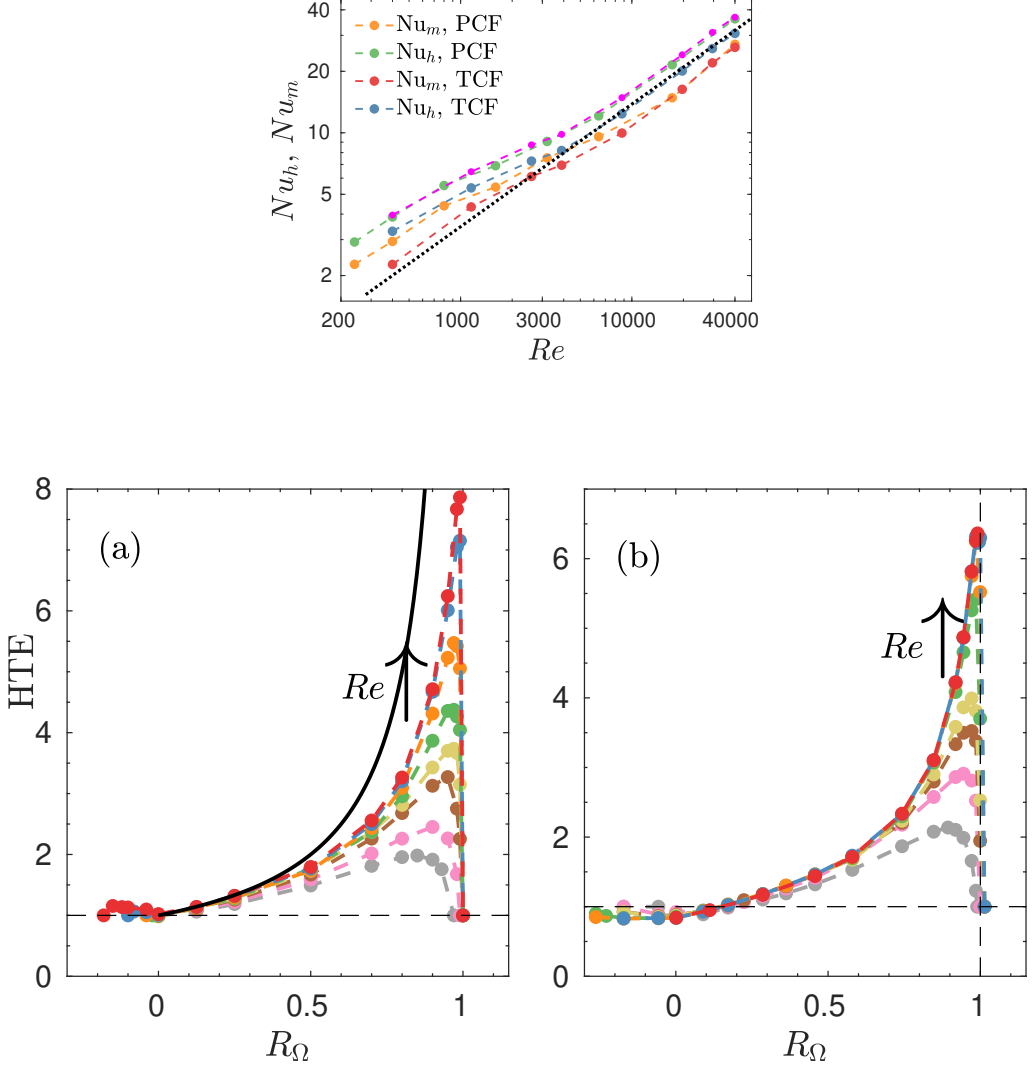 40
20
10
5
2
Nu_m, PCF
Nu_h, PCF
Nu_m, TCF
Nu_h, TCF
Nu_h, Nu_m
200 1000 3000 10000 40000
Re
8
6
4
2
0
(a)
Re
HTE
0 0.5 1
R_Ω
6
4
2
0
(b)
Re
0 0.5 1
R_Ω